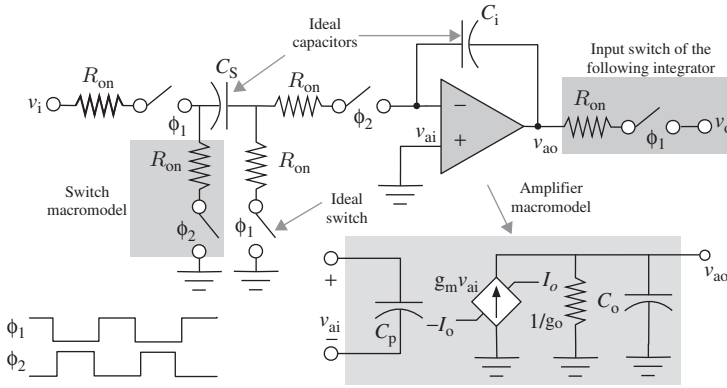 Ideal
capacitors
C_i
Input switch of the
following integrator
C_S
R_on
R_on
R_on
v_i
ϕ_1
ϕ_2
−
+
v_ai
v_ao
ϕ_1
v_o
R_on
R_on
Switch
macromodel
ϕ_2
ϕ_1
Ideal
switch
Amplifier
macromodel
+
v_ai
−
C_p
g_m v_ai
I_o
−I_o
1/g_o
C_o
v_ao
ϕ_1
ϕ_2